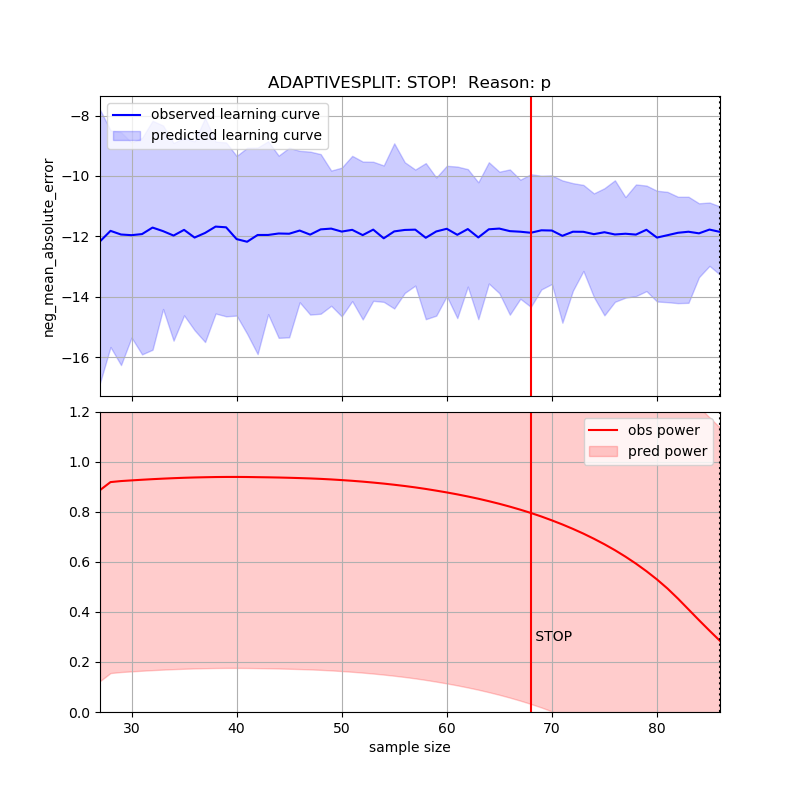 ADAPTIVESPLIT: STOP!  Reason: p
observed learning curve
predicted learning curve
neg_mean_absolute_error
−8
−10
−12
−14
−16
obs power
pred power
1.2
1.0
0.8
0.6
0.4
0.2
0.0
STOP
30 40 50 60 70 80
sample size